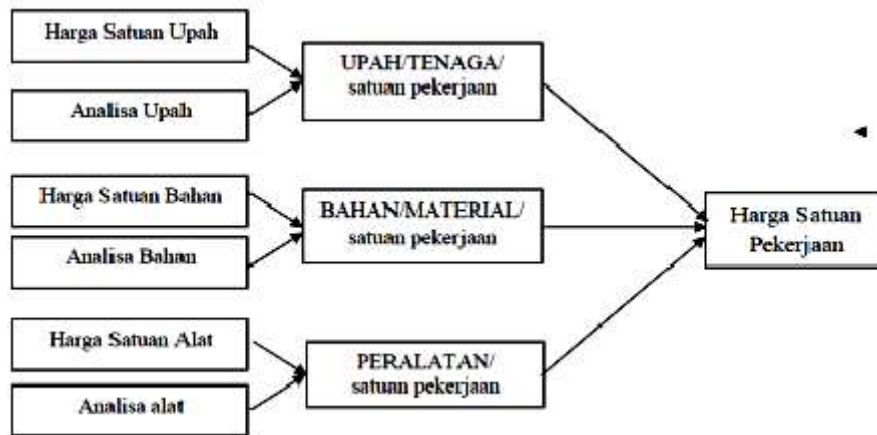 Harga Satuan Upah
Analisa Upah
UPAH/TENAGA/
satuan pekerjaan
Harga Satuan Bahan
Analisa Bahan
BAHAN/MATERIAL/
satuan pekerjaan
Harga Satuan Alat
Analisa alat
PERALATAN/
satuan pekerjaan
Harga Satuan
Pekerjaan